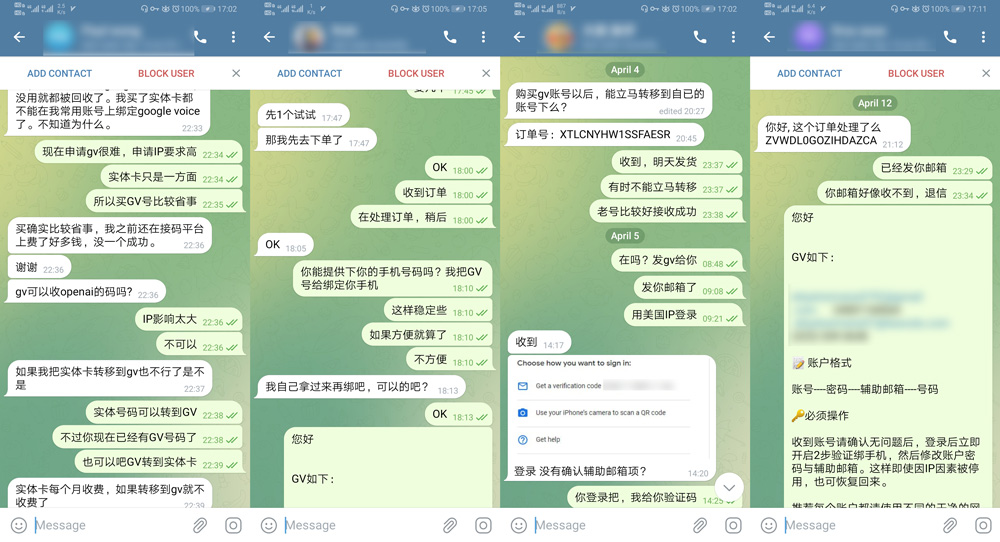 2.5 K/s 100% 17:02
ADD CONTACT BLOCK USER
没用就都被回收了。我买了实体卡都
不能在我常用账号上绑定google voice
了。不知道为什么。 22:33
现在申请gv很难，申请IP要求高 22:34
实体卡只是一方面 22:34
所以买GV号比较省事 22:35
买确实比较省事，我之前还在接码平台
上费了好多钱，没一个成功。 22:36
谢谢 22:36
gv可以收openai的码吗? 22:36
IP影响太大 22:36
不可以 22:36
如果我把实体卡转移到gv也不行了是不
是 22:37
实体号码可以转到GV 22:38
不过你现在已经有GV号码了 22:38
也可以吧GV转到实体卡 22:39
实体卡每个月收费，如果转移到gv就不
收费了 22:39
Message
1 K/s 100% 17:05
ADD CONTACT BLOCK USER
17:45
先1个试试 17:47
那我先去下单了 17:47
OK 18:00
收到订单 18:00
在处理订单，稍后 18:00
OK 18:05
你能提供下你的手机号码吗？我把GV
号给绑定你手机 18:10
这样稳定些 18:10
如果方便就算了 18:10
不方便 18:10
我自己拿过来再绑吧，可以的吧？ 18:13
OK 18:13
您好
GV如下：
Message
887 B/s 100% 17:02
April 4
购买gv账号以后，能立马转移到自己的
账号下么？ edited 20:27
订单号：XTLCNYHW1SSFAESR 20:45
收到，明天发货 23:37
有时不能立马转移 23:37
老号比较好接收成功 23:38
April 5
在吗？发gv给你 08:48
发你邮箱了 09:08
用美国IP登录 09:21
收到 14:17
Choose how you want to sign in:
Get a verification code
Use your iPhone's camera to scan a QR code
Get help
登录 没有确认辅助邮箱项？ 14:20
你登录把，我给你验证码 14:25
Message
6.4 K/s 100% 17:11
ADD CONTACT BLOCK USER
April 12
你好, 这个订单处理了么
ZVWDL0GOZIHDAZCA 21:12
已经发你邮箱 23:29
你邮箱好像收不到，退信 23:34
您好
GV如下：
📝 账户格式
账号----密码----辅助邮箱----号码
🔑必须操作
收到账号请确认无问题后，登录后立即
开启2步验证绑手机，然后修改账户密
码与辅助邮箱。这样即使因IP因素被停
用，也可恢复回来。
Message